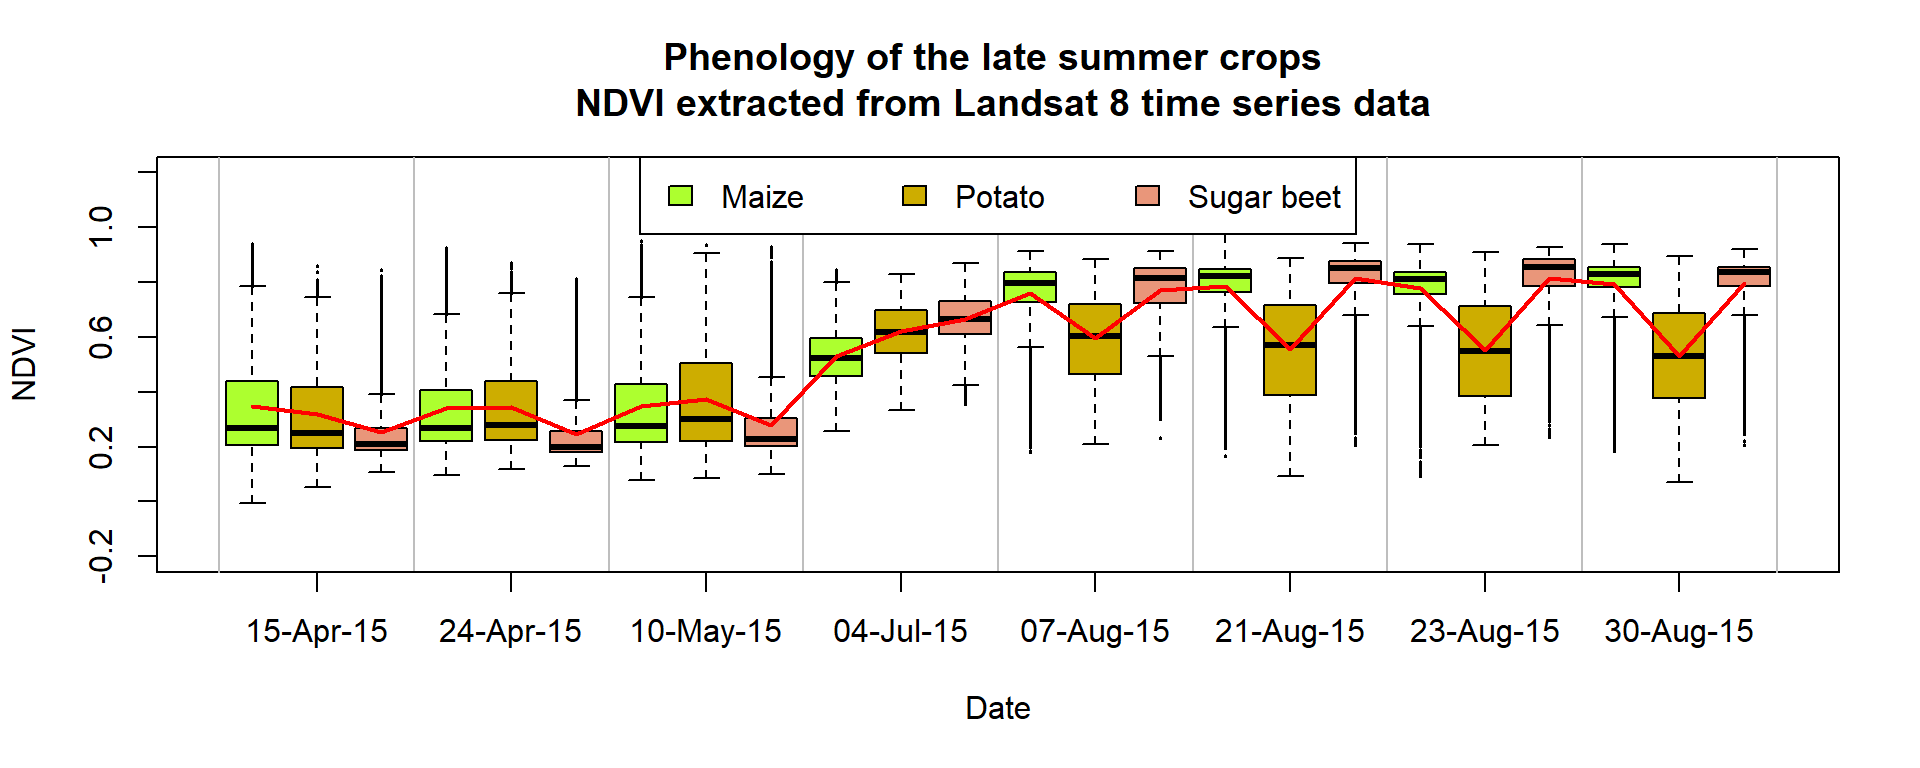 Phenology of the late summer crops
NDVI extracted from Landsat 8 time series data
Maize Potato Sugar beet
NDVI
1.0
0.6
0.2
-0.2
15-Apr-15 24-Apr-15 10-May-15 04-Jul-15 07-Aug-15 21-Aug-15 23-Aug-15 30-Aug-15
Date